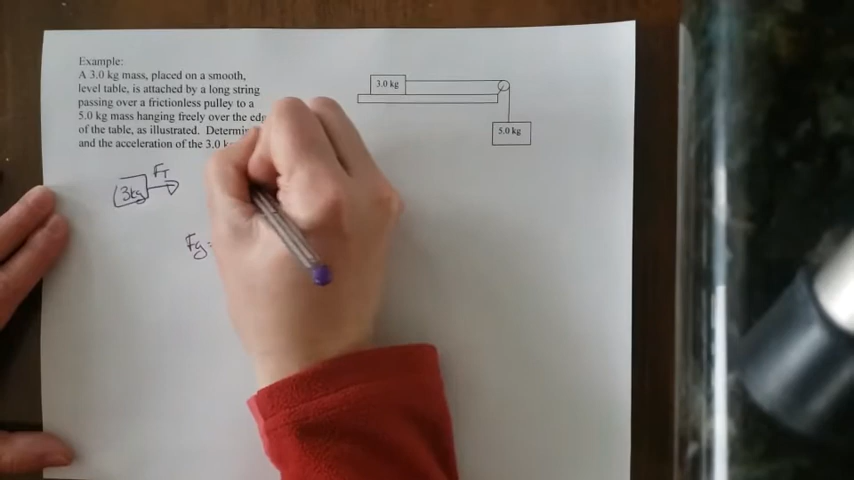 Example:
A 3.0 kg mass, placed on a smooth,
level table, is attached by a long string
passing over a frictionless pulley to a
5.0 kg mass hanging freely over the
of the table, as illustrated.
and the acceleration of the 3.0
3.0 kg
5.0 kg
FT
3kg
Fg=